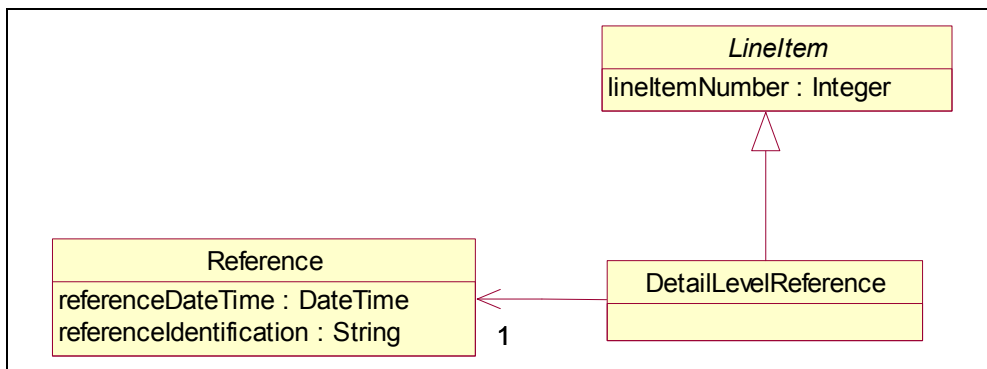 LineItem
lineItemNumber : Integer
Reference
referenceDateTime : DateTime
referenceIdentification : String
1
DetailLevelReference